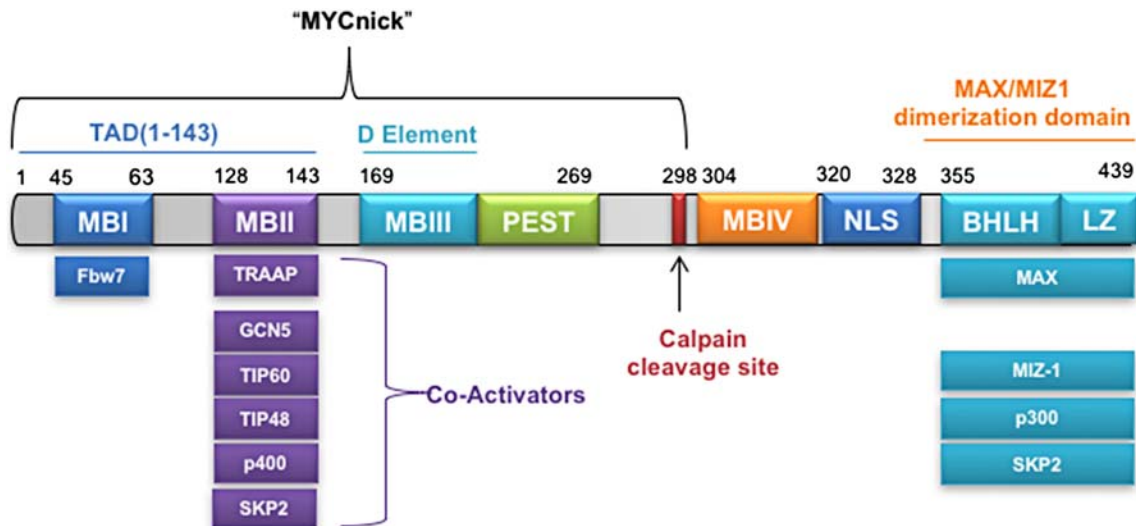 "MYCnick"
MAX/MIZ1
dimerization domain
TAD(1-143)
D Element
1 45 63 128 143 169 269 298 304 320 328 355 439
MBI MBII MBIII PEST MBIV NLS BHLH LZ
Fbw7 TRAAP MAX
GCN5
Calpain
cleavage site
TIP60 MIZ-1
Co-Activators
TIP48 p300
p400 SKP2
SKP2